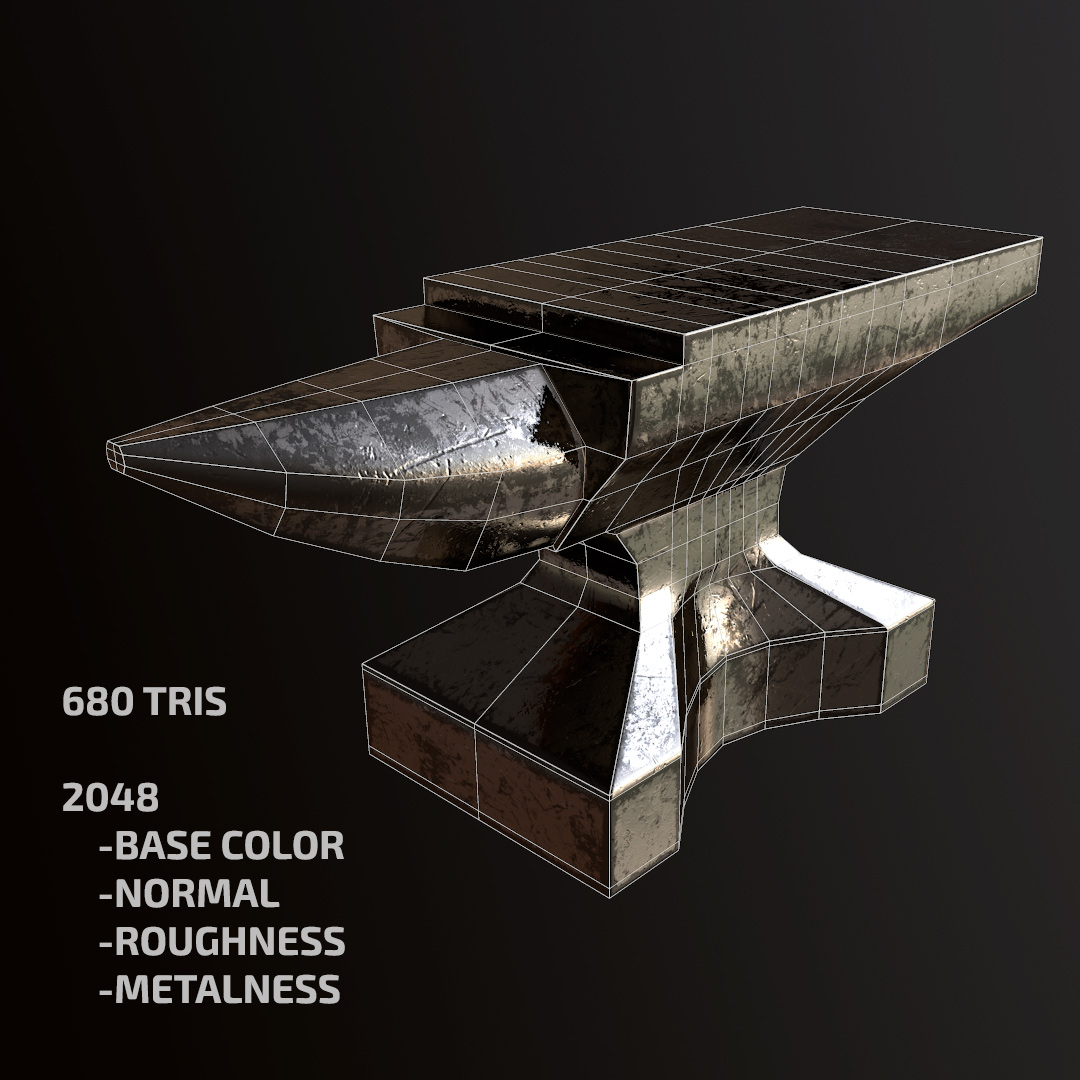 680 TRIS
2048
-BASE COLOR
-NORMAL
-ROUGHNESS
-METALNESS